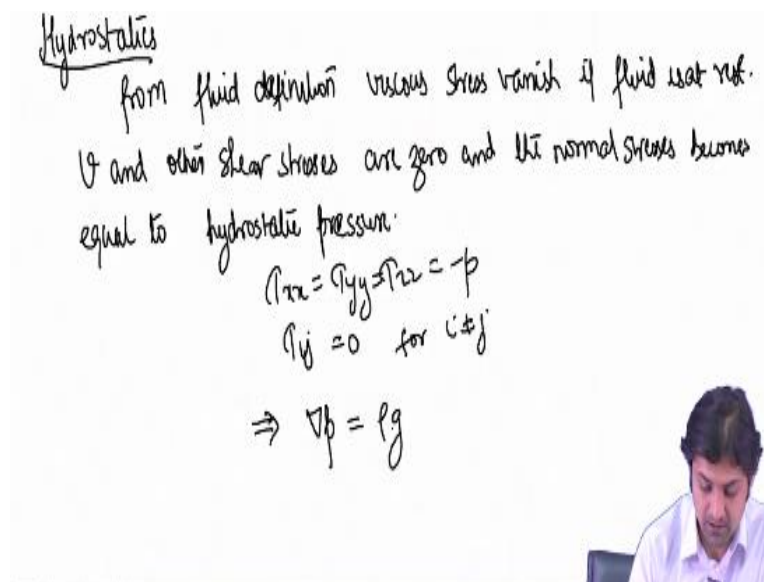 Hydrostatics
from fluid definition viscous stress vanish if fluid is at rest.
V and other shear stresses are zero and the normal stresses becomes
equal to hydrostatic pressure.
τxx = τyy = τzz = -p
τij = 0 for i ≠ j
⇒ ∇p = ρg